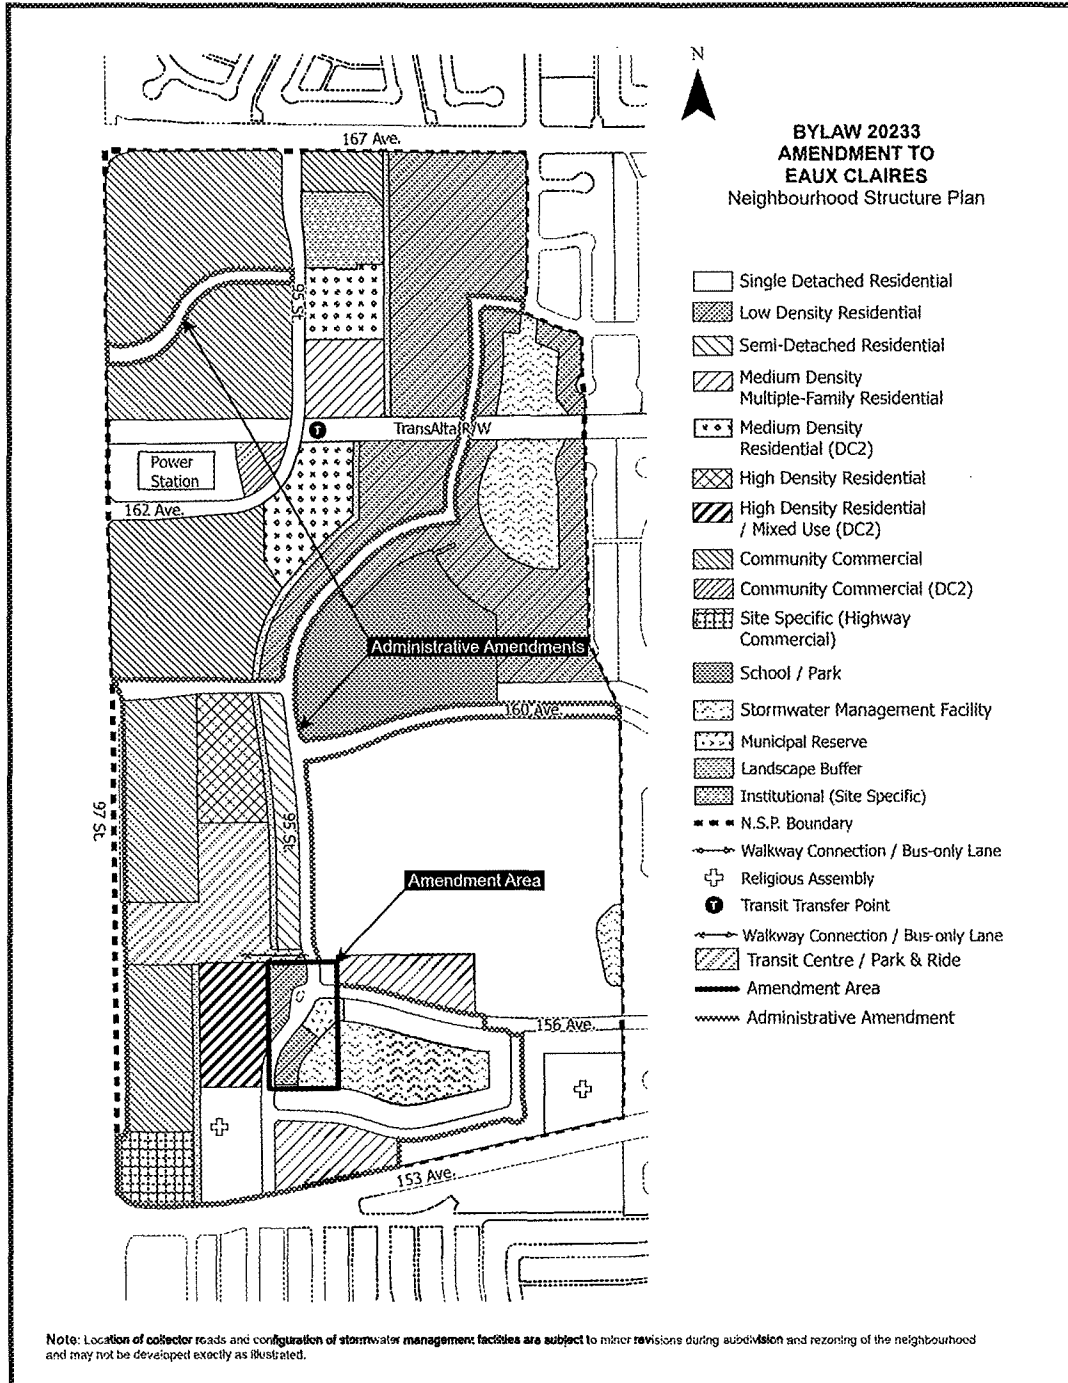 N
BYLAW 20233
AMENDMENT TO
EAUX CLAIRES
Neighbourhood Structure Plan
167 Ave.
95 St.
TransAlta R/W
T
Power
Station
162 Ave.
Administrative Amendments
160 Ave.
97 St.
95 St.
Amendment Area
156 Ave.
153 Ave.
Single Detached Residential
Low Density Residential
Semi-Detached Residential
Medium Density
Multiple-Family Residential
Medium Density
Residential (DC2)
High Density Residential
High Density Residential
/ Mixed Use (DC2)
Community Commercial
Community Commercial (DC2)
Site Specific (Highway
Commercial)
School / Park
Stormwater Management Facility
Municipal Reserve
Landscape Buffer
Institutional (Site Specific)
N.S.P. Boundary
Walkway Connection / Bus-only Lane
Religious Assembly
T Transit Transfer Point
Walkway Connection / Bus-only Lane
Transit Centre / Park & Ride
Amendment Area
Administrative Amendment
Note: Location of collector roads and configuration of stormwater management facilities are subject to minor revisions during subdivision and rezoning of the neighbourhood
and may not be developed exactly as illustrated.